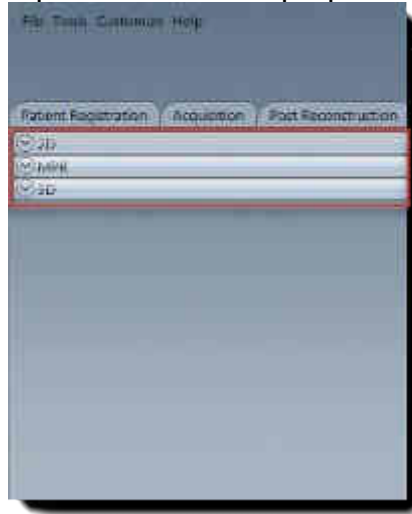 File Tools Customize Help
Patient Registration Acquisition Post Reconstruction
2D
MPR
3D